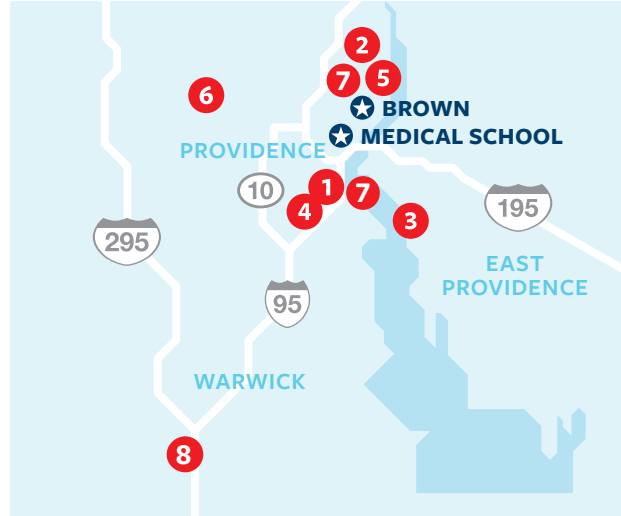 2
7
5
6
BROWN
MEDICAL SCHOOL
PROVIDENCE
10
1
7
4
3
195
295
EAST
PROVIDENCE
95
WARWICK
8